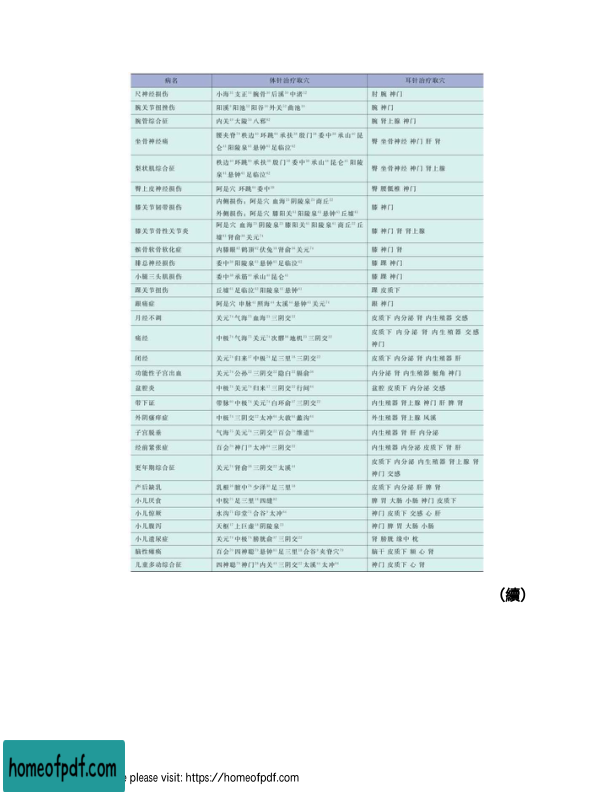 病名 体针治疗取穴 耳针治疗取穴
尺神经损伤 小海 支正 腕骨 后溪 中渚 肘 腕 神门
腕关节扭挫伤 阳溪 阳池 阳谷 外关 曲池 腕 神门
腕管综合征 内关 大陵 八邪 腕 肾上腺 神门
坐骨神经痛 腰夹脊 秩边 环跳 承扶 殷门 委中 承山 昆
仑 阳陵泉 悬钟 足临泣 臀 坐骨神经 神门 肝 肾
梨状肌综合征 秩边 环跳 承扶 殷门 委中 承山 昆仑 阳陵
泉 悬钟 足临泣 臀 坐骨神经 神门 肾上腺
臀上皮神经损伤 阿是穴 环跳 委中 臀 腰骶椎 神门
膝关节韧带损伤 内侧损伤：阿是穴 血海 阴陵泉 商丘
外侧损伤：阿是穴 膝阳关 阳陵泉 悬钟 丘墟 膝 神门
膝关节骨性关节炎 阿是穴 血海 阴陵泉 膝阳关 阳陵泉 商丘 丘
墟 肾俞 关元 膝 神门 肾 肾上腺
髌骨软骨软化症 内膝眼 鹤顶 伏兔 肾俞 关元 膝 神门 肾
腓总神经损伤 委中 阳陵泉 悬钟 足临泣 膝 踝 神门
小腿三头肌损伤 委中 承筋 承山 昆仑 膝 踝 神门
踝关节扭伤 丘墟 足临泣 阳陵泉 悬钟 踝 皮质下
跟痛症 阿是穴 申脉 照海 太溪 悬钟 关元 跟 神门
月经不调 关元 气海 血海 三阴交 皮质下 内分泌 肾 内生殖器 交感
痛经 中极 气海 关元 次髎 地机 三阴交 皮质下 内分泌 肾 内生殖器 交感
神门
闭经 关元 归来 中极 足三里 三阴交 皮质下 内分泌 肾 内生殖器 肝
功能性子宫出血 关元 公孙 三阴交 隐白 膈俞 内分泌 肾 内生殖器 艇角 神门
盆腔炎 中极 关元 归来 三阴交 行间 盆腔 皮质下 内分泌 交感
带下证 带脉 中极 关元 白环俞 三阴交 内生殖器 肾上腺 神门 肝 脾 肾
外阴瘙痒症 中极 三阴交 太冲 大敦 蠡沟 外生殖器 肾上腺 风溪
子宫脱垂 气海 关元 三阴交 百会 维道 内生殖器 肾 肝 内分泌
经前紧张症 百会 神门 太冲 三阴交 内生殖器 内分泌 皮质下 肾 肝
更年期综合征 关元 肾俞 三阴交 太溪 皮质下 内分泌 内生殖器 肾上腺 肾
神门 交感
产后缺乳 乳根 膻中 少泽 足三里 皮质下 内分泌 肝 脾 肾
小儿厌食 中脘 足三里 四缝 脾 胃 大肠 小肠 神门 皮质下
小儿惊厥 水沟 印堂 合谷 太冲 神门 皮质下 交感 心 肝
小儿腹泻 天枢 上巨虚 阴陵泉 神门 脾 胃 大肠 小肠
小儿遗尿症 关元 中极 膀胱俞 三阴交 肾 膀胱 缘中 枕
脑性瘫痪 百会 四神聪 悬钟 足三里 合谷 夹脊穴 脑干 皮质下 额 心 肾
儿童多动综合征 四神聪 神门 内关 三阴交 太溪 太冲 神门 皮质下 心 肾
（續）
homeofpdf.com
please visit: https://homeofpdf.com